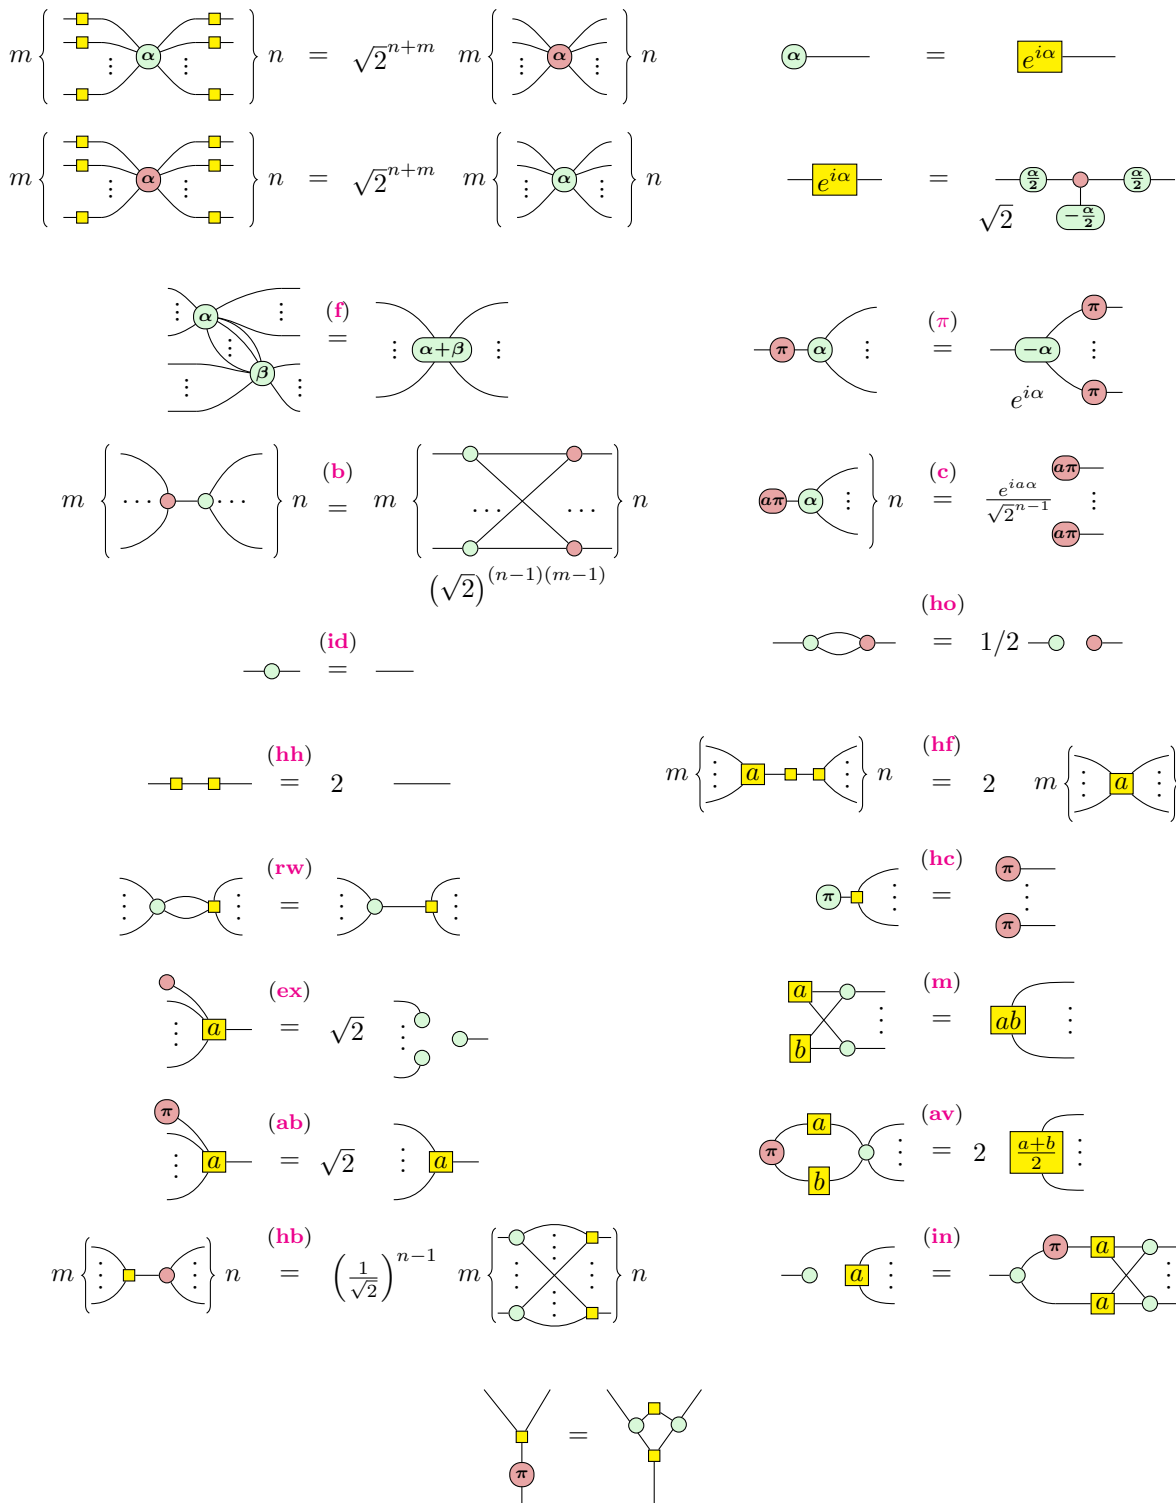 m { α ⋮ ⋮ } n = √2^{n+m} m { α ⋮ ⋮ } n α = e^{iα}
m { α ⋮ ⋮ } n = √2^{n+m} m { α ⋮ ⋮ } n e^{iα} = √2 α/2 -α/2 α/2
⋮ α ⋮ ⋮ ⋮ β ⋮ (f) = ⋮ α+β ⋮ π α ⋮ (π) = e^{iα} -α π ⋮ π
m { ⋯ ⋯ } n (b) = m [ ⋯ ⋯ } n (√2)^{(n-1)(m-1)} aπ α ⋮ } n (c) = e^{iaα}/√2^{n-1} aπ ⋮ aπ
(id) = (ho) = 1/2
(hh) = 2 m { ⋮ a ⋮ } n (hf) = 2 m { ⋮ a ⋮ }
⋮ ⋮ (rw) = ⋮ ⋮ π ⋮ (hc) = π ⋮ π
⋮ a (ex) = √2 ⋮ a b ⋮ (m) = ab ⋮
π ⋮ a (ab) = √2 ⋮ a π a b ⋮ (av) = 2 a+b/2 ⋮
m { ⋮ ⋮ } n (hb) = (1/√2)^{n-1} m { ⋮ ⋮ ⋮ ⋮ } n a ⋮ (in) = π a a ⋮
π =